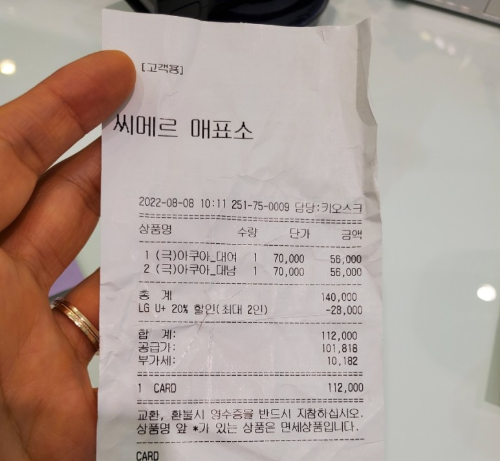 [고객용]
씨메르 매표소
2022-08-08 10:11 251-75-0009 담당:키오스크
상품명 수량 단가 금액
1 (극)아쿠아_대여 1 70,000 56,000
2 (극)아쿠아_대남 1 70,000 56,000
총 계 140,000
LG U+ 20% 할인(최대 2인) -28,000
합 계: 112,000
공급가: 101,818
부가세: 10,182
1 CARD 112,000
교환, 환불시 영수증을 반드시 지참하십시오.
상품명 앞 *가 있는 상품은 면세상품입니다.
CARD